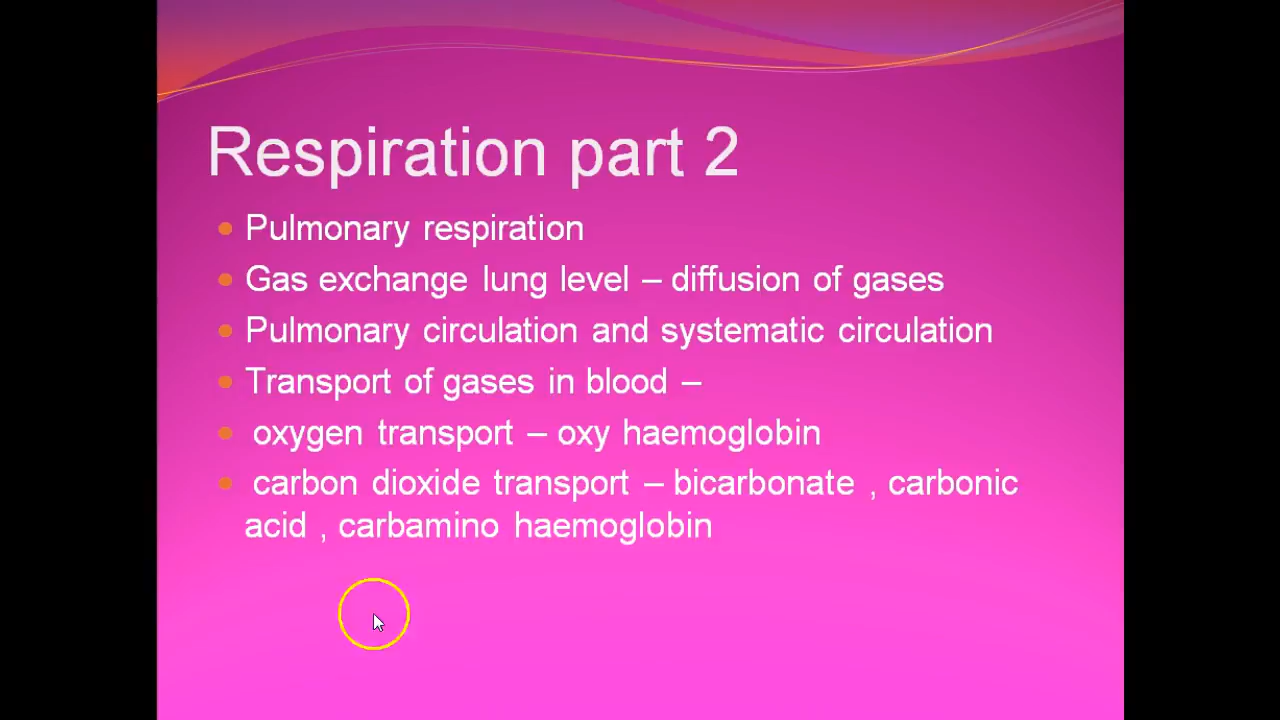 Respiration part 2
• Pulmonary respiration
• Gas exchange lung level – diffusion of gases
• Pulmonary circulation and systematic circulation
• Transport of gases in blood –
• oxygen transport – oxy haemoglobin
• carbon dioxide transport – bicarbonate , carbonic
acid , carbamino haemoglobin